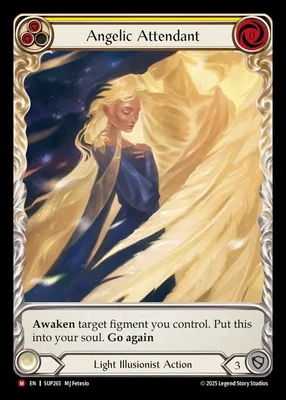 Angelic Attendant
Awaken target figment you control. Put this
into your soul. Go again
Light Illusionist Action
3
M EN | SUP265 MJ Fetesio
© 2025 Legend Story Studios